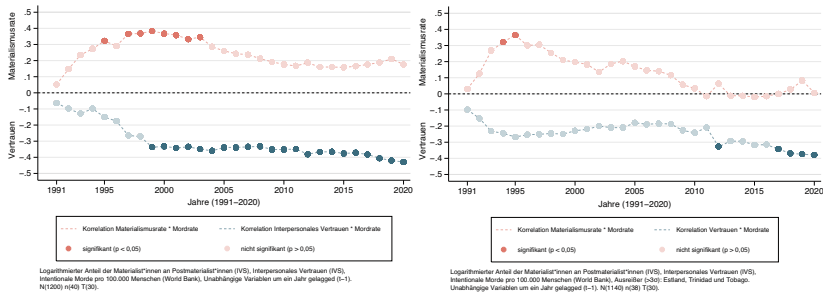 .5
.4
.3
.2
.1
0
-.1
-.2
-.3
-.4
-.5
Materialismusrate
Vertrauen
1991
1995
2000
2005
2010
2015
2020
Jahre (1991–2020)
Korrelation Materialismusrate * Mordrate
Korrelation Interpersonales Vertrauen * Mordrate
signifikant (p < 0,05)
nicht signifikant (p > 0,05)
Logarithmierter Anteil der Materialist*innen an Postmaterialist (IVS), Interpersonales Vertrauen (IVS),
Intentionale Morde pro 100.000 Menschen (World Bank), Unabhängige Variablen um ein Jahr gelagged (t–1).
N(1200) n(40) T(30).
.5
.4
.3
.2
.1
0
-.1
-.2
-.3
-.4
-.5
Materialismusrate
Vertrauen
1991
1995
2000
2005
2010
2015
2020
Jahre (1991–2020)
Korrelation Materialismusrate * Mordrate
Korrelation Vertrauen * Mordrate
signifikant (p < 0,05)
nicht signifikant (p > 0,05)
Logarithmierter Anteil der Materialist*innen an Postmaterialist (IVS), Interpersonales Vertrauen (IVS),
Intentionale Morde pro 100.000 Menschen (World Bank), Ausreißer (>3σ): Estland, Trinidad und Tobago.
Unabhängige Variablen um ein Jahr gelagged (t–1). N(1140) n(38) T(30).